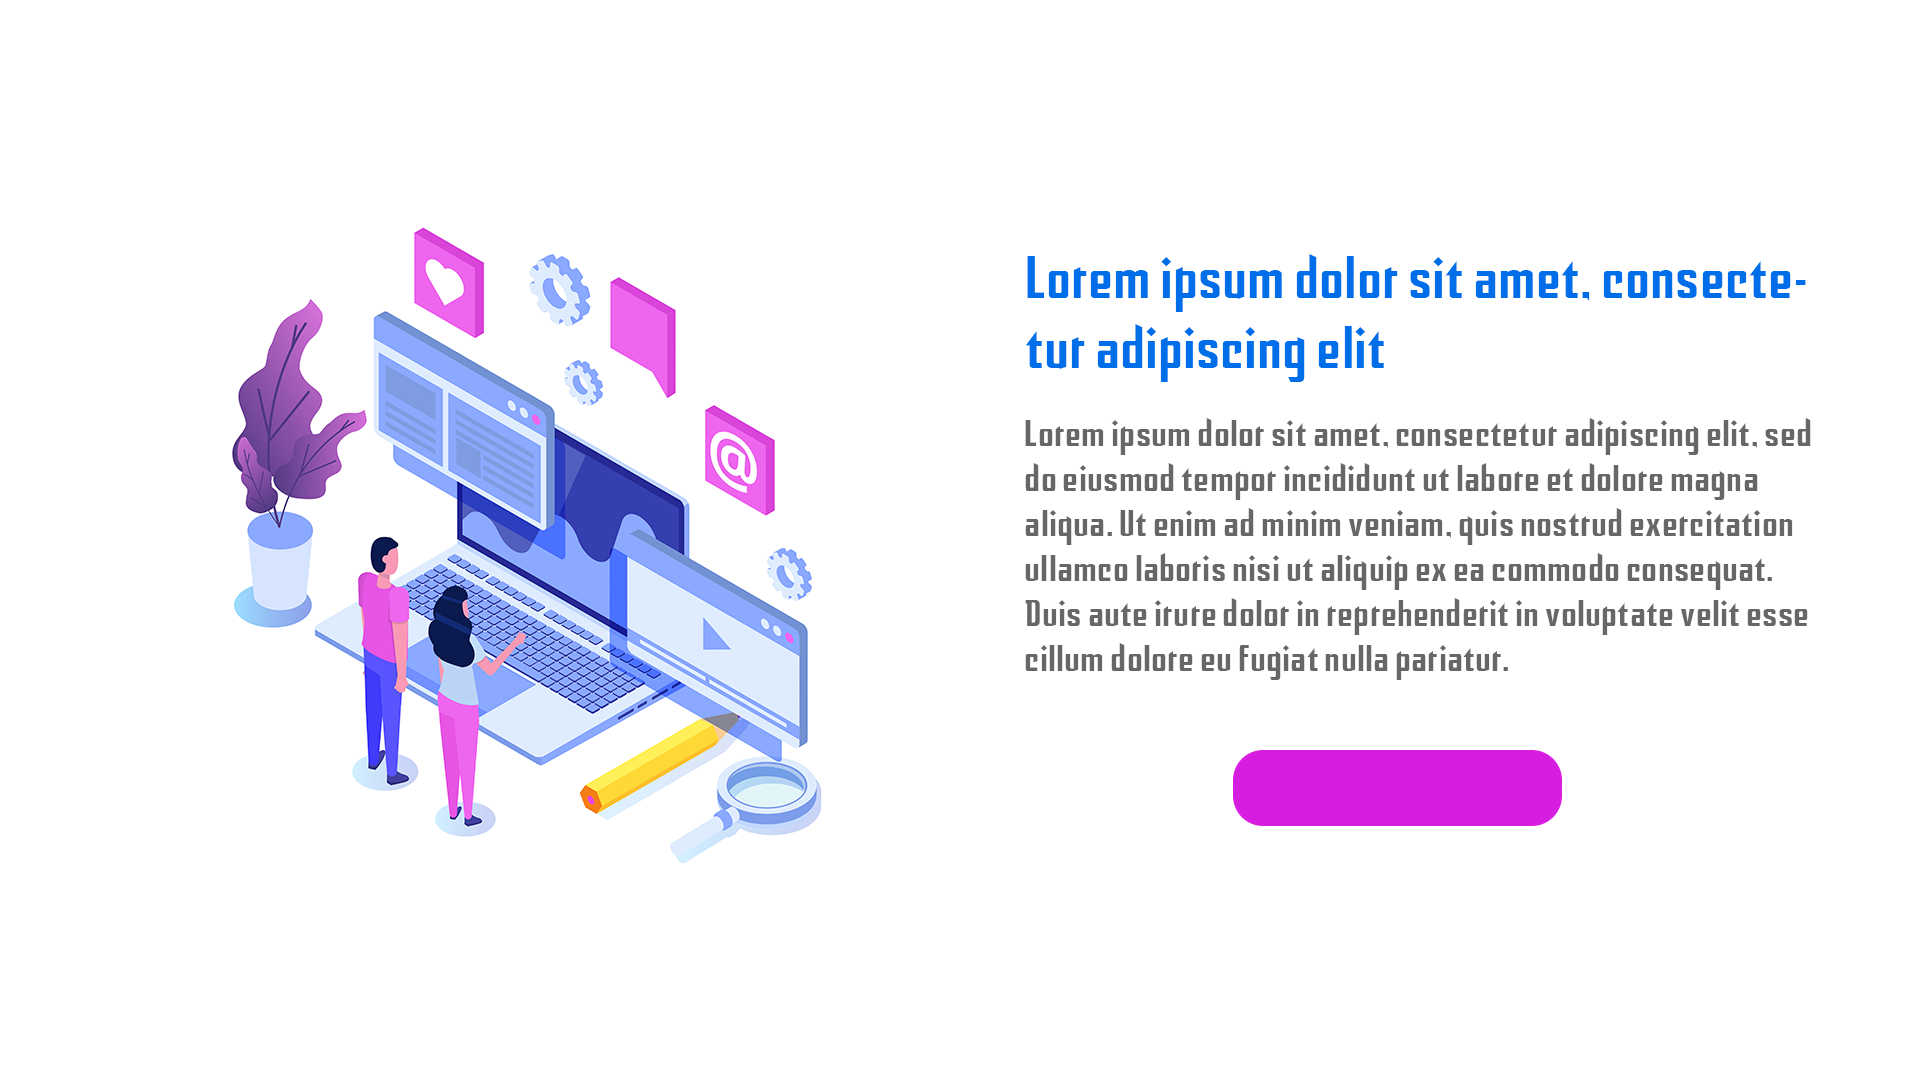 Lorem ipsum dolor sit amet, consecte-
tur adipiscing elit
Lorem ipsum dolor sit amet, consectetur adipiscing elit, sed
do eiusmod tempor incididunt ut labore et dolore magna
aliqua. Ut enim ad minim veniam, quis nostrud exercitation
ullamco laboris nisi ut aliquip ex ea commodo consequat.
Duis aute irure dolor in reprehenderit in voluptate velit esse
cillum dolore eu fugiat nulla pariatur.
@